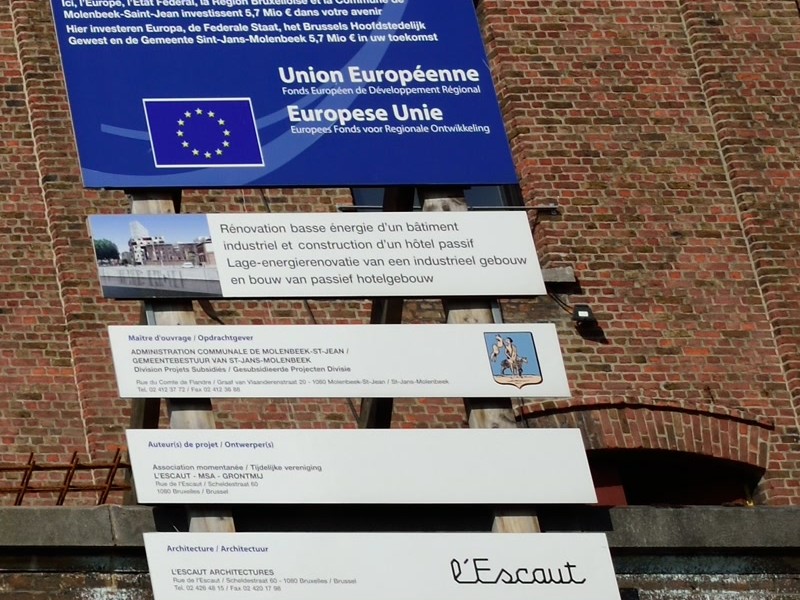 Ici, l'Europe, l'Etat Fédéral, la Région Bruxelloise et la Commune de
Molenbeek-Saint-Jean investissent 5,7 Mio € dans votre avenir
Hier investeren Europa, de Federale Staat, het Brussels Hoofdstedelijk
Gewest en de Gemeente Sint-Jans-Molenbeek 5,7 Mio € in uw toekomst
Union Européenne
Fonds Européen de Développement Régional
Europese Unie
Europees Fonds voor Regionale Ontwikkeling
Rénovation basse énergie d'un bâtiment
industriel et construction d'un hôtel passif
Lage-energierenovatie van een industrieel gebouw
en bouw van passief hotelgebouw
Maître d'ouvrage / Opdrachtgever
ADMINISTRATION COMMUNALE DE MOLENBEEK-ST-JEAN /
GEMEENTEBESTUUR VAN ST-JANS-MOLENBEEK
Division Projets Subsidiés / Gesubsidieerde Projecten Divisie
Rue du Comte de Flandre / Graaf van Vlaanderenstraat 20 - 1080 Molenbeek-St-Jean / St-Jans-Molenbeek
Tel. 02 412 37 72 / Fax 02 412 36 88
Auteur(s) de projet / Ontwerper(s)
Association momentanée / Tijdelijke vereniging
L'ESCAUT - MSA - GRONTMIJ
Rue de l'Escaut / Scheldestraat 60
1080 Bruxelles / Brussel
Architecture / Architectuur
L'ESCAUT ARCHITECTURES
Rue de l'Escaut / Scheldestraat 60 - 1080 Bruxelles / Brussel
Tel. 02 426 48 15 / Fax 02 420 17 96
l'Escaut